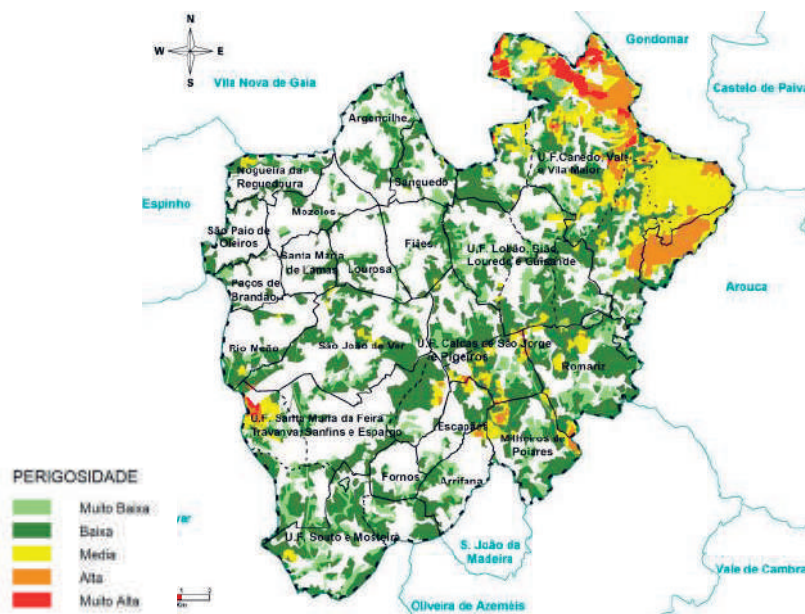 N
W E
S
Gondomar
Castelo de Paiva
Vila Nova de Gaia
Argoncilhe
U.F. Canedo, Vale
e Vila Maior
Nogueira da
Regedoura
Sanguedo
Espinho
Mozelos
São Paio de
Oleiros
Fiães
U.F. Lobão, Gião,
Louredo e Guisande
Santa Maria
de Lamas
Lourosa
Arouca
Paços de
Brandão
Rio Meão
São João de Ver
U.F. Caldas de São Jorge
e Pigeiros
Romariz
U.F. Santa Maria da Feira
Travanva, Sanfins e Espargo
Escapães
Milheiros de
Poiares
PERIGOSIDADE
Fornos
Arrifana
Muito Baixa
Baixa
Media
Alta
Muito Alta
var
U.F. Souto e Mosteirô
S. João da
Madeira
Vale de Cambra
Oliveira de Azeméis